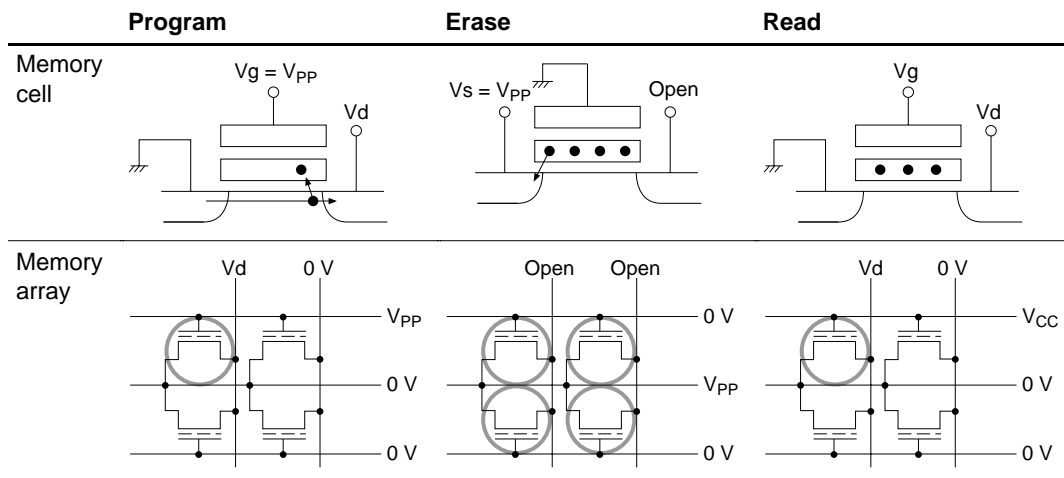 Program Erase Read
Memory cell
Vg = VPP
Vd
Vs = VPP
Open
Vg
Vd
Memory array
Vd 0 V
VPP
0 V
0 V
Open Open
0 V
VPP
0 V
Vd 0 V
VCC
0 V
0 V